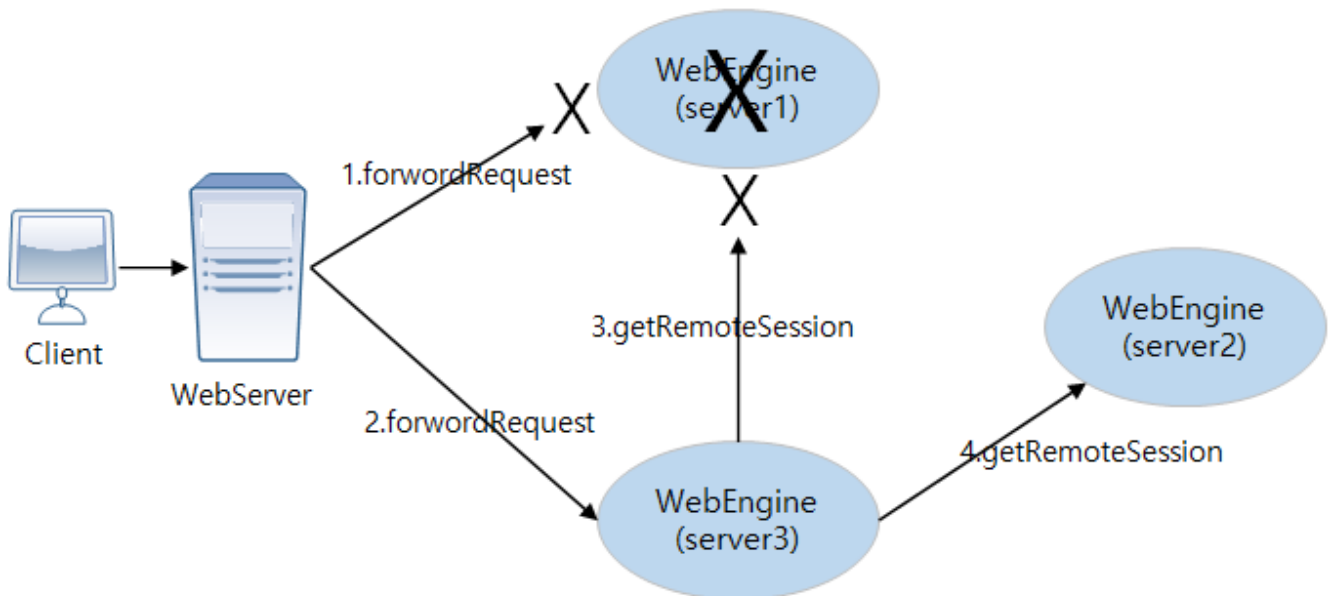 WebEngine
(server1)
X
X
X
1.forwordRequest
Client
WebServer
3.getRemoteSession
WebEngine
(server2)
2.forwordRequest
4.getRemoteSession
WebEngine
(server3)